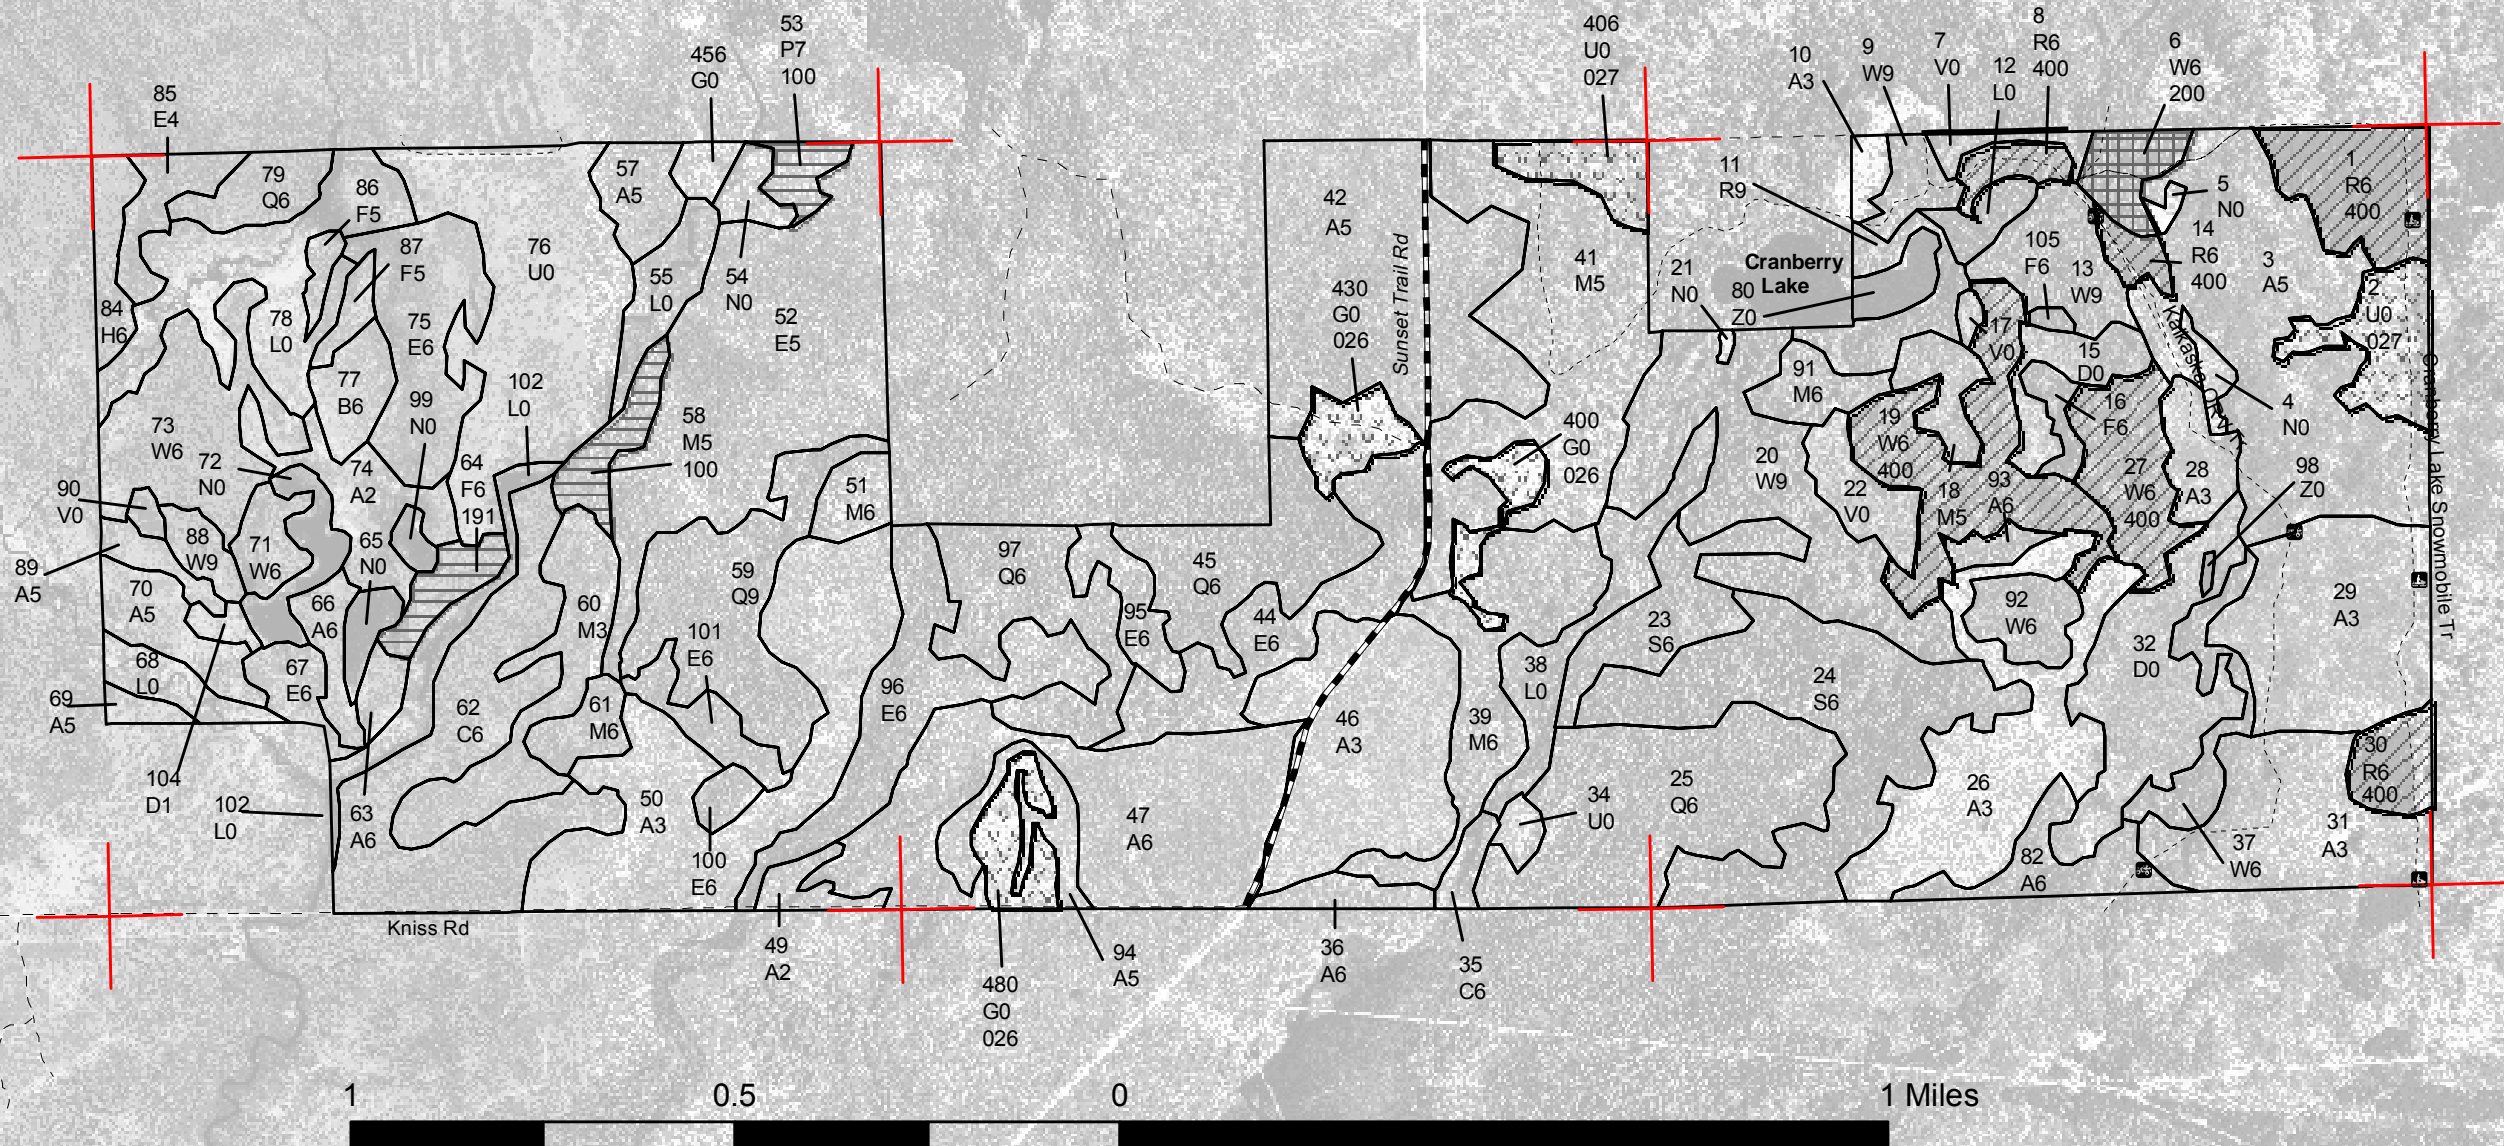 53
P7
100
456
G0
85
E4
406
U0
027
10
A3
9
W9
7
V0
12
L0
8
R6
400
6
W6
200
79
Q6
86
F5
57
A5
42
A5
11
R9
1
R6
400
5
N0
14
R6
400
87
F5
76
U0
55
L0
54
N0
52
E5
41
M5
21
N0
Cranberry
Lake
80
Z0
105
F6
13
W9
3
A5
2
U0
027
84
H6
78
L0
75
E6
430
G0
026
Sunset Trail Rd
17
V0
15
D0
Kalkaska ORV Tr
Cranberry Lake Snowmobile Tr
77
B6
99
N0
102
L0
58
M5
100
91
M6
16
F6
4
N0
73
W6
72
N0
74
A2
64
F6
191
51
M6
400
G0
026
19
W6
400
20
W9
22
V0
18
M5
93
A6
27
W6
400
28
A3
98
Z0
90
V0
88
W9
71
W6
65
N0
89
A5
70
A5
66
A6
60
M3
59
Q9
97
Q6
45
Q6
95
E6
44
E6
23
S6
92
W6
29
A3
32
D0
68
L0
67
E6
69
A5
101
E6
61
M6
62
C6
96
E6
46
A3
38
L0
39
M6
24
S6
30
R6
400
104
D1
102
L0
63
A6
50
A3
100
E6
47
A6
34
U0
25
Q6
26
A3
82
A6
37
W6
31
A3
Kniss Rd
49
A2
480
G0
026
94
A5
36
A6
35
C6
1 0.5 0 1 Miles